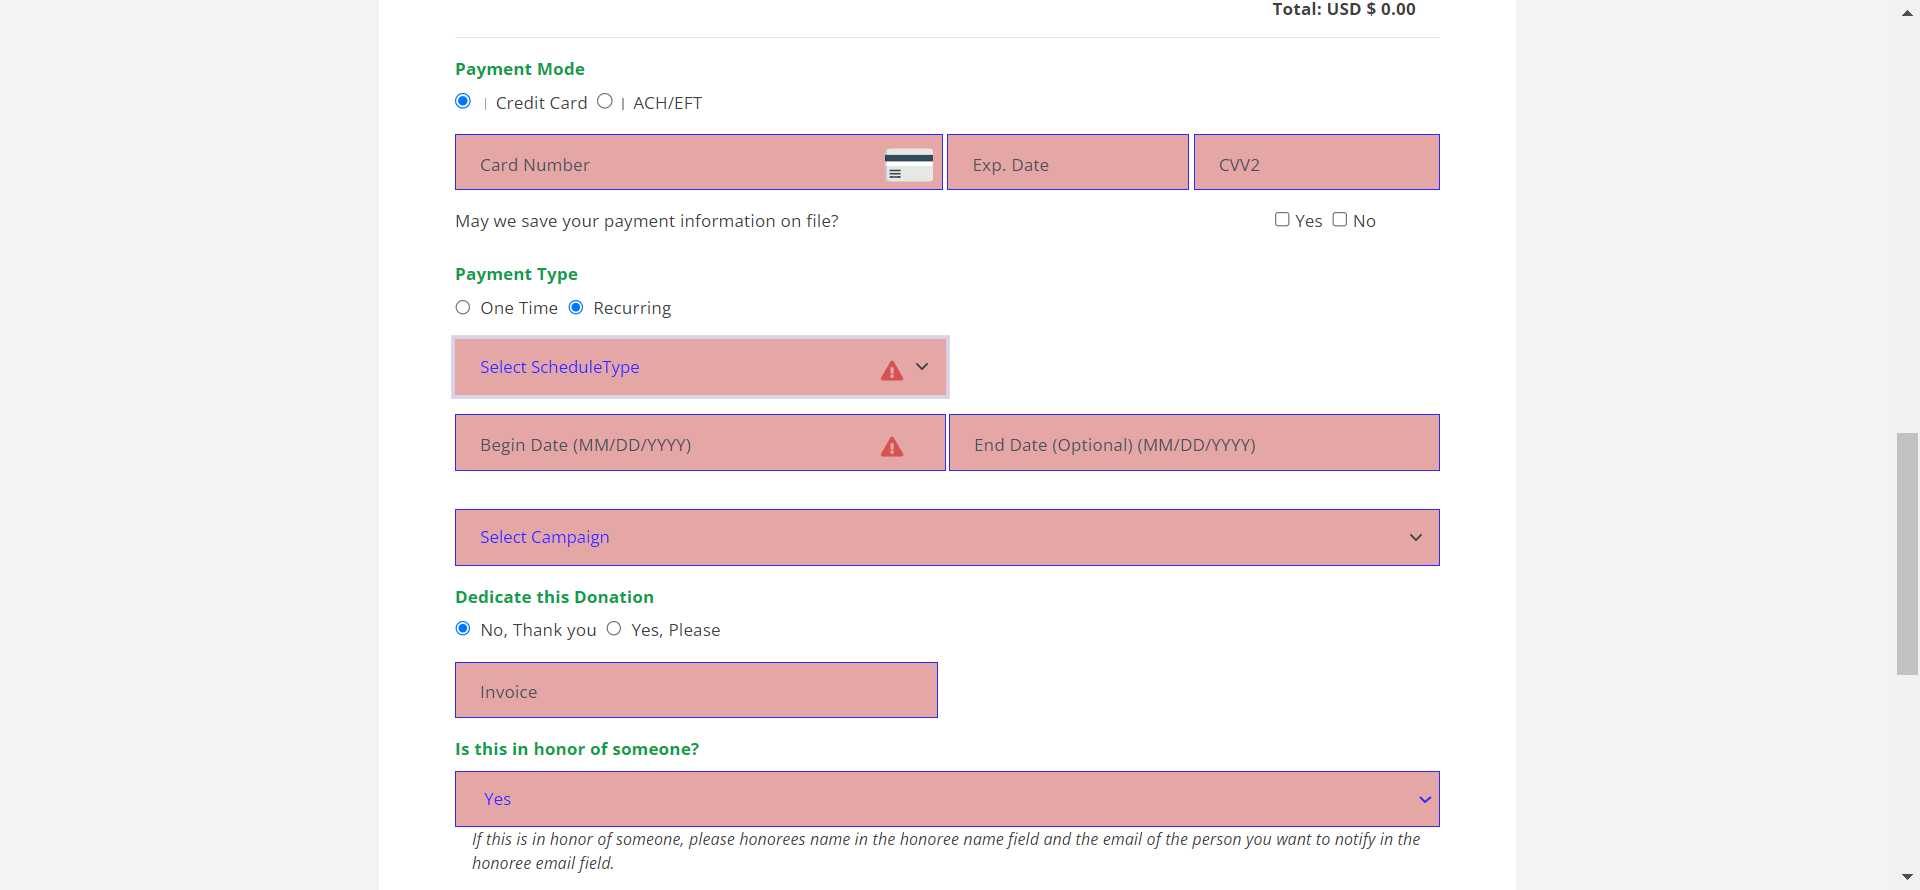 Total: USD $ 0.00
Payment Mode
| Credit Card | ACH/EFT
Card Number Exp. Date CVV2
May we save your payment information on file? Yes No
Payment Type
One Time Recurring
Select ScheduleType
Begin Date (MM/DD/YYYY) End Date (Optional) (MM/DD/YYYY)
Select Campaign
Dedicate this Donation
No, Thank you Yes, Please
Invoice
Is this in honor of someone?
Yes
If this is in honor of someone, please honorees name in the honoree name field and the email of the person you want to notify in the
honoree email field.